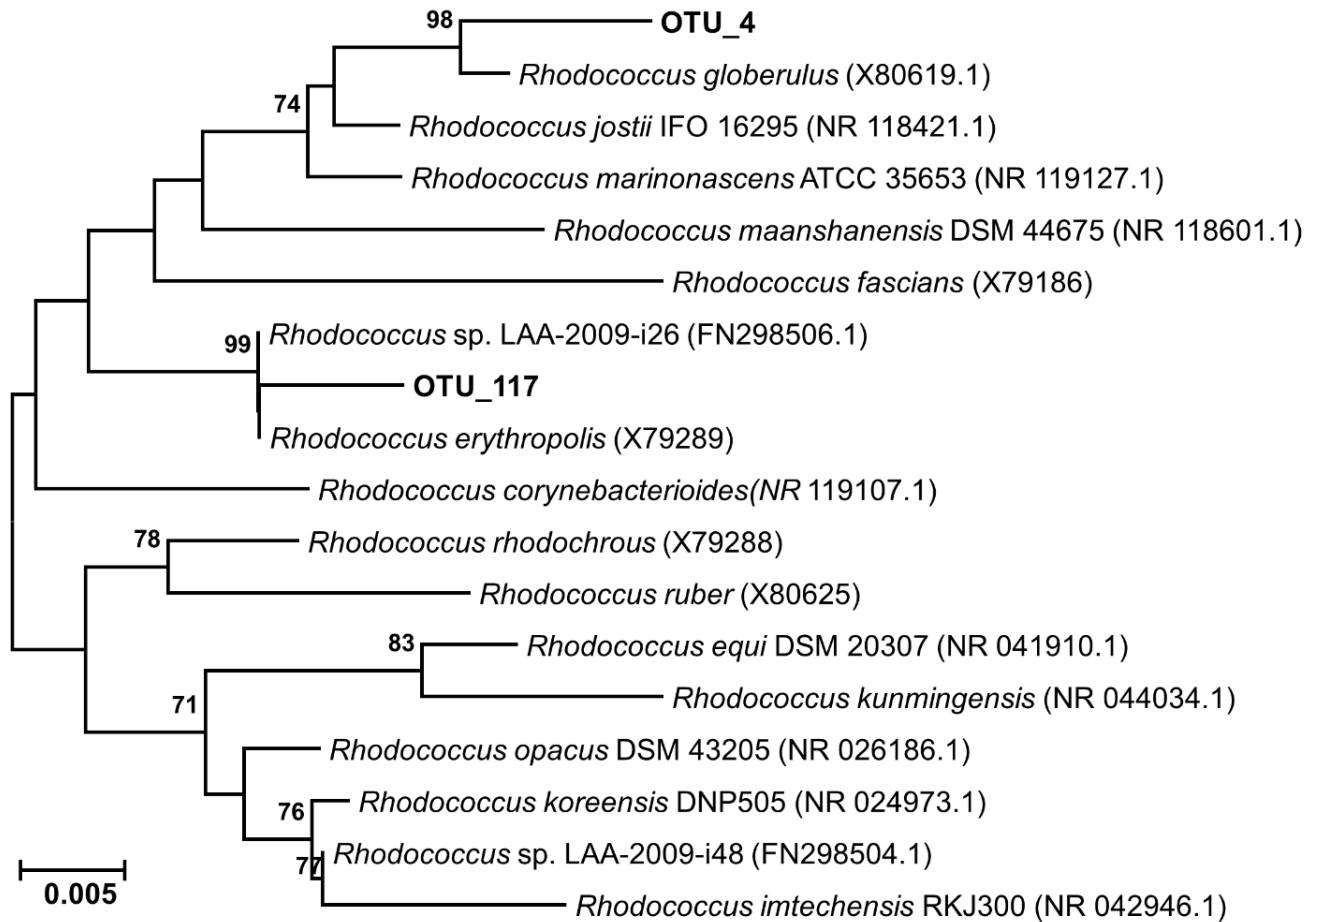 98 OTU_4
Rhodococcus globerulus (X80619.1)
74
Rhodococcus jostii IFO 16295 (NR 118421.1)
Rhodococcus marinonascens ATCC 35653 (NR 119127.1)
Rhodococcus maanshanensis DSM 44675 (NR 118601.1)
Rhodococcus fascians (X79186)
99 Rhodococcus sp. LAA-2009-i26 (FN298506.1)
OTU_117
Rhodococcus erythropolis (X79289)
Rhodococcus corynebacterioides(NR 119107.1)
78 Rhodococcus rhodochrous (X79288)
Rhodococcus ruber (X80625)
83 Rhodococcus equi DSM 20307 (NR 041910.1)
Rhodococcus kunmingensis (NR 044034.1)
71
Rhodococcus opacus DSM 43205 (NR 026186.1)
76 Rhodococcus koreensis DNP505 (NR 024973.1)
77 Rhodococcus sp. LAA-2009-i48 (FN298504.1)
Rhodococcus imtechensis RKJ300 (NR 042946.1)
0.005